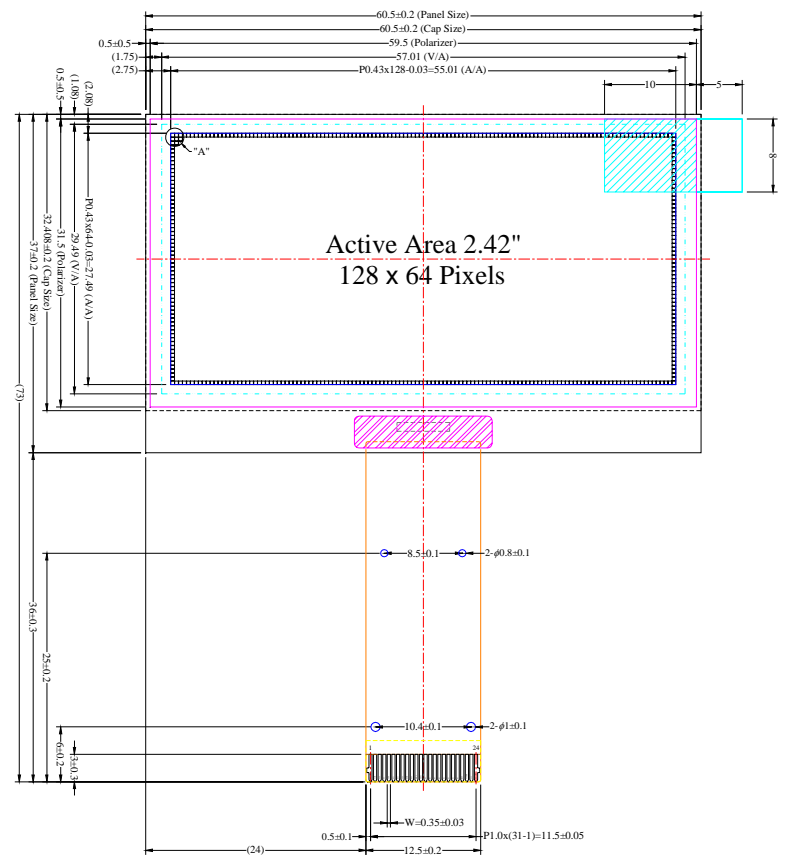 60.5±0.2 (Panel Size)
60.5±0.2 (Cap Size)
0.5±0.5
59.5 (Polarizer)
(1.75)
57.01 (V/A)
(2.75)
P0.43x128-0.03=55.01 (A/A)
10
5
8
(2.08)
(1.08)
0.5±0.5
"A"
Active Area 2.42"
128 x 64 Pixels
P0.43x64-0.03=27.49 (A/A)
29.49 (V/A)
31.5 (Polarizer)
32.408±0.2 (Cap Size)
37±0.2 (Panel Size)
(73)
8.5±0.1
2-ϕ0.8±0.1
36±0.3
25±0.2
10.4±0.1
2-ϕ1±0.1
6±0.2
3±0.3
1
24
W=0.35±0.03
0.5±0.1
P1.0x(31-1)=11.5±0.05
(24)
12.5±0.2